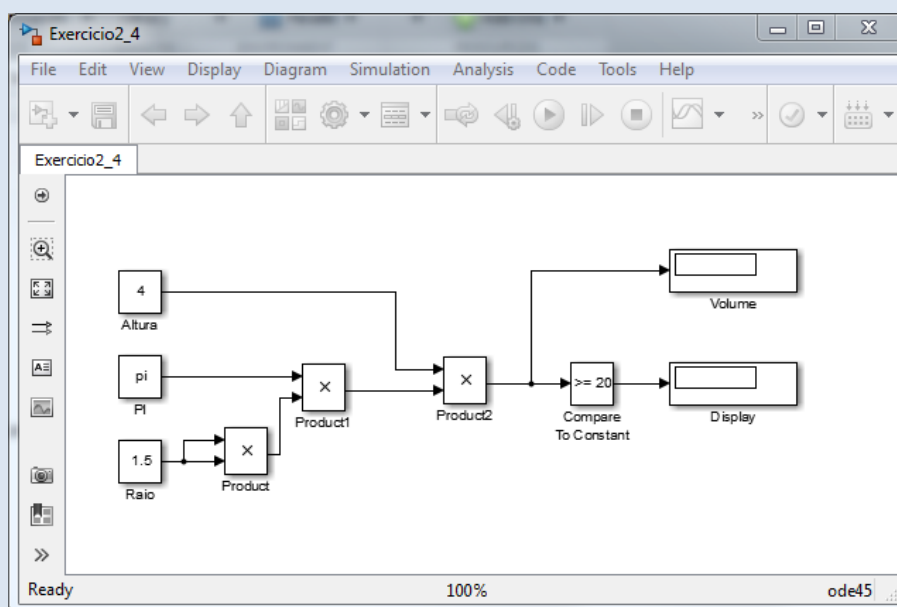 Exercicio2_4
File Edit View Display Diagram Simulation Analysis Code Tools Help
Exercicio2_4
4
Altura
pi
PI
1.5
Raio
×
Product
×
Product1
×
Product2
>= 20
Compare
To Constant
Volume
Display
Ready 100% ode45